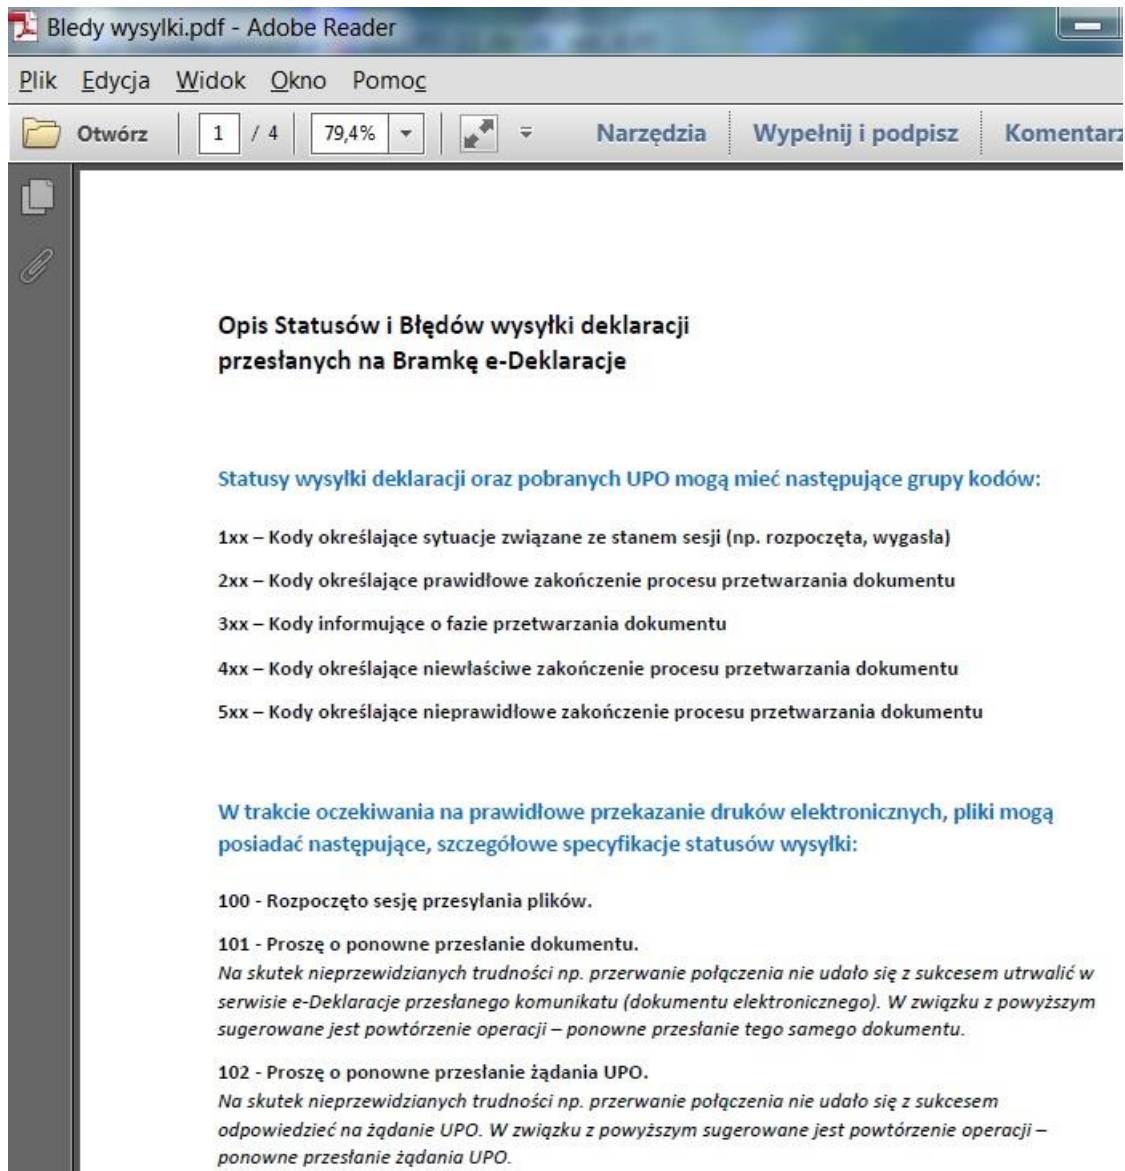 Bledy wysylki.pdf - Adobe Reader
Plik Edycja Widok Okno Pomoc
Otwórz 1 / 4 79,4% Narzędzia Wypełnij i podpisz Komentarz
Opis Statusów i Błędów wysyłki deklaracji
przesłanych na Bramkę e-Deklaracje
Statusy wysyłki deklaracji oraz pobranych UPO mogą mieć następujące grupy kodów:
1xx – Kody określające sytuacje związane ze stanem sesji (np. rozpoczęta, wygasła)
2xx – Kody określające prawidłowe zakończenie procesu przetwarzania dokumentu
3xx – Kody informujące o fazie przetwarzania dokumentu
4xx – Kody określające niewłaściwe zakończenie procesu przetwarzania dokumentu
5xx – Kody określające nieprawidłowe zakończenie procesu przetwarzania dokumentu
W trakcie oczekiwania na prawidłowe przekazanie druków elektronicznych, pliki mogą
posiadać następujące, szczegółowe specyfikacje statusów wysyłki:
100 - Rozpoczęto sesję przesyłania plików.
101 - Proszę o ponowne przesłanie dokumentu.
Na skutek nieprzewidzianych trudności np. przerwanie połączenia nie udało się z sukcesem utrwalić w
serwisie e-Deklaracje przesłanego komunikatu (dokumentu elektronicznego). W związku z powyższym
sugerowane jest powtórzenie operacji – ponowne przesłanie tego samego dokumentu.
102 - Proszę o ponowne przesłanie żądania UPO.
Na skutek nieprzewidzianych trudności np. przerwanie połączenia nie udało się z sukcesem
odpowiedzieć na żądanie UPO. W związku z powyższym sugerowane jest powtórzenie operacji –
ponowne przesłanie żądania UPO.